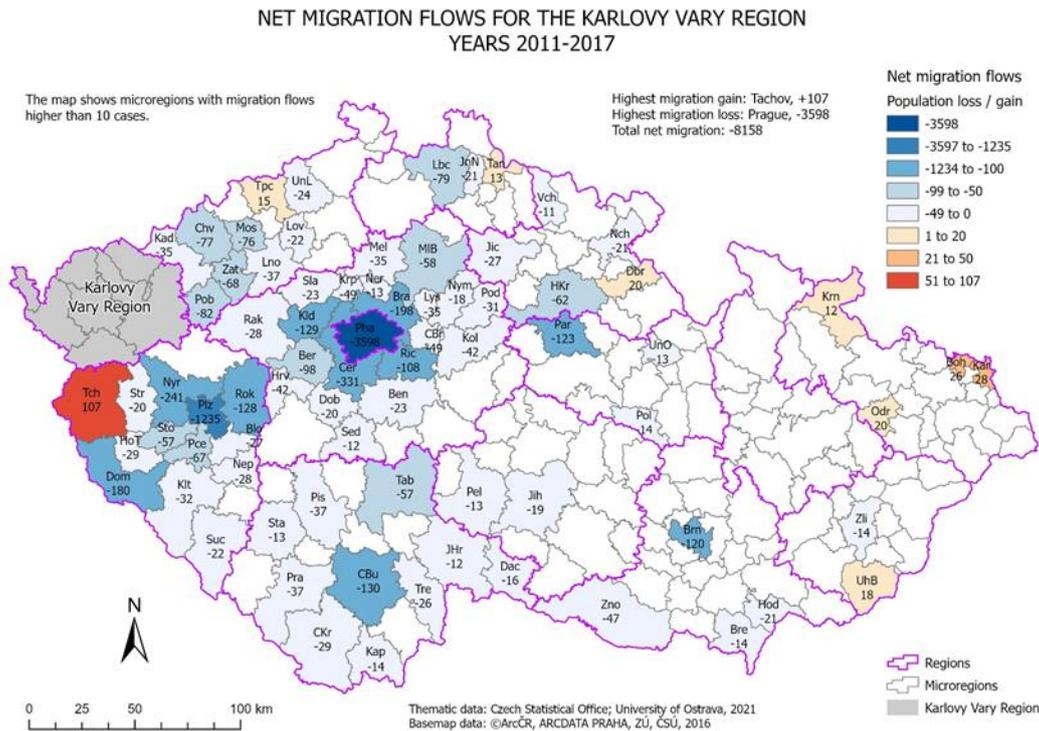 NET MIGRATION FLOWS FOR THE KARLOVY VARY REGION
YEARS 2011-2017
The map shows microregions with migration flows
higher than 10 cases.
Highest migration gain: Tachov, +107
Highest migration loss: Prague, -3598
Total net migration: -8158
Net migration flows
Population loss / gain
-3598
-3597 to -1235
-1234 to -100
-99 to -50
-49 to 0
1 to 20
21 to 50
51 to 107
Lbc
-79
JnN
-21
Tan
13
Tpc
15
UnL
-24
Vch
-11
Chv
-77
Mos
-76
Lov
-22
Nch
-21
Kad
-35
Mel
-35
MlB
-58
Jic
-27
Zat
-68
Lno
-37
Dbr
20
Karlovy
Vary Region
Pob
-82
Sla
-23
Krp
-49
Ner
-13
Bra
-198
Lys
-35
Nym
-18
Pod
-31
HKr
-62
Krn
12
Rak
-28
Kld
-129
Pha
-3598
CBr
-149
Kol
-42
Par
-123
UnO
-13
Ber
-98
Cer
-331
Ric
-108
Boh
26
Kar
28
Tch
107
Str
-20
Nyr
-241
Plz
-1235
Rok
-128
Hrv
-42
Dob
-20
Ben
-23
Pol
14
Odr
20
HoT
-29
Sto
-57
Pce
-67
Blo
-27
Sed
-12
Dom
-180
Klt
-32
Nep
-28
Tab
-57
Pis
-37
Pel
-13
Jih
-19
Sta
-13
Suc
-22
Brn
-120
Zli
-14
Pra
-37
CBu
-130
JHr
-12
Dac
-16
Tre
-26
UhB
18
Zno
-47
Hod
-21
Bre
-14
CKr
-29
Kap
-14
N
0 25 50 100 km
Thematic data: Czech Statistical Office; University of Ostrava, 2021
Basemap data: ©ArcČR, ARCDATA PRAHA, ZÚ, ČSÚ, 2016
Regions
Microregions
Karlovy Vary Region